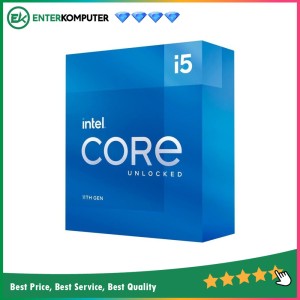 EK ENTERKOMPUTER
i5
intel
CORE
UNLOCKED
11TH GEN
Best Price, Best Service, Best Quality